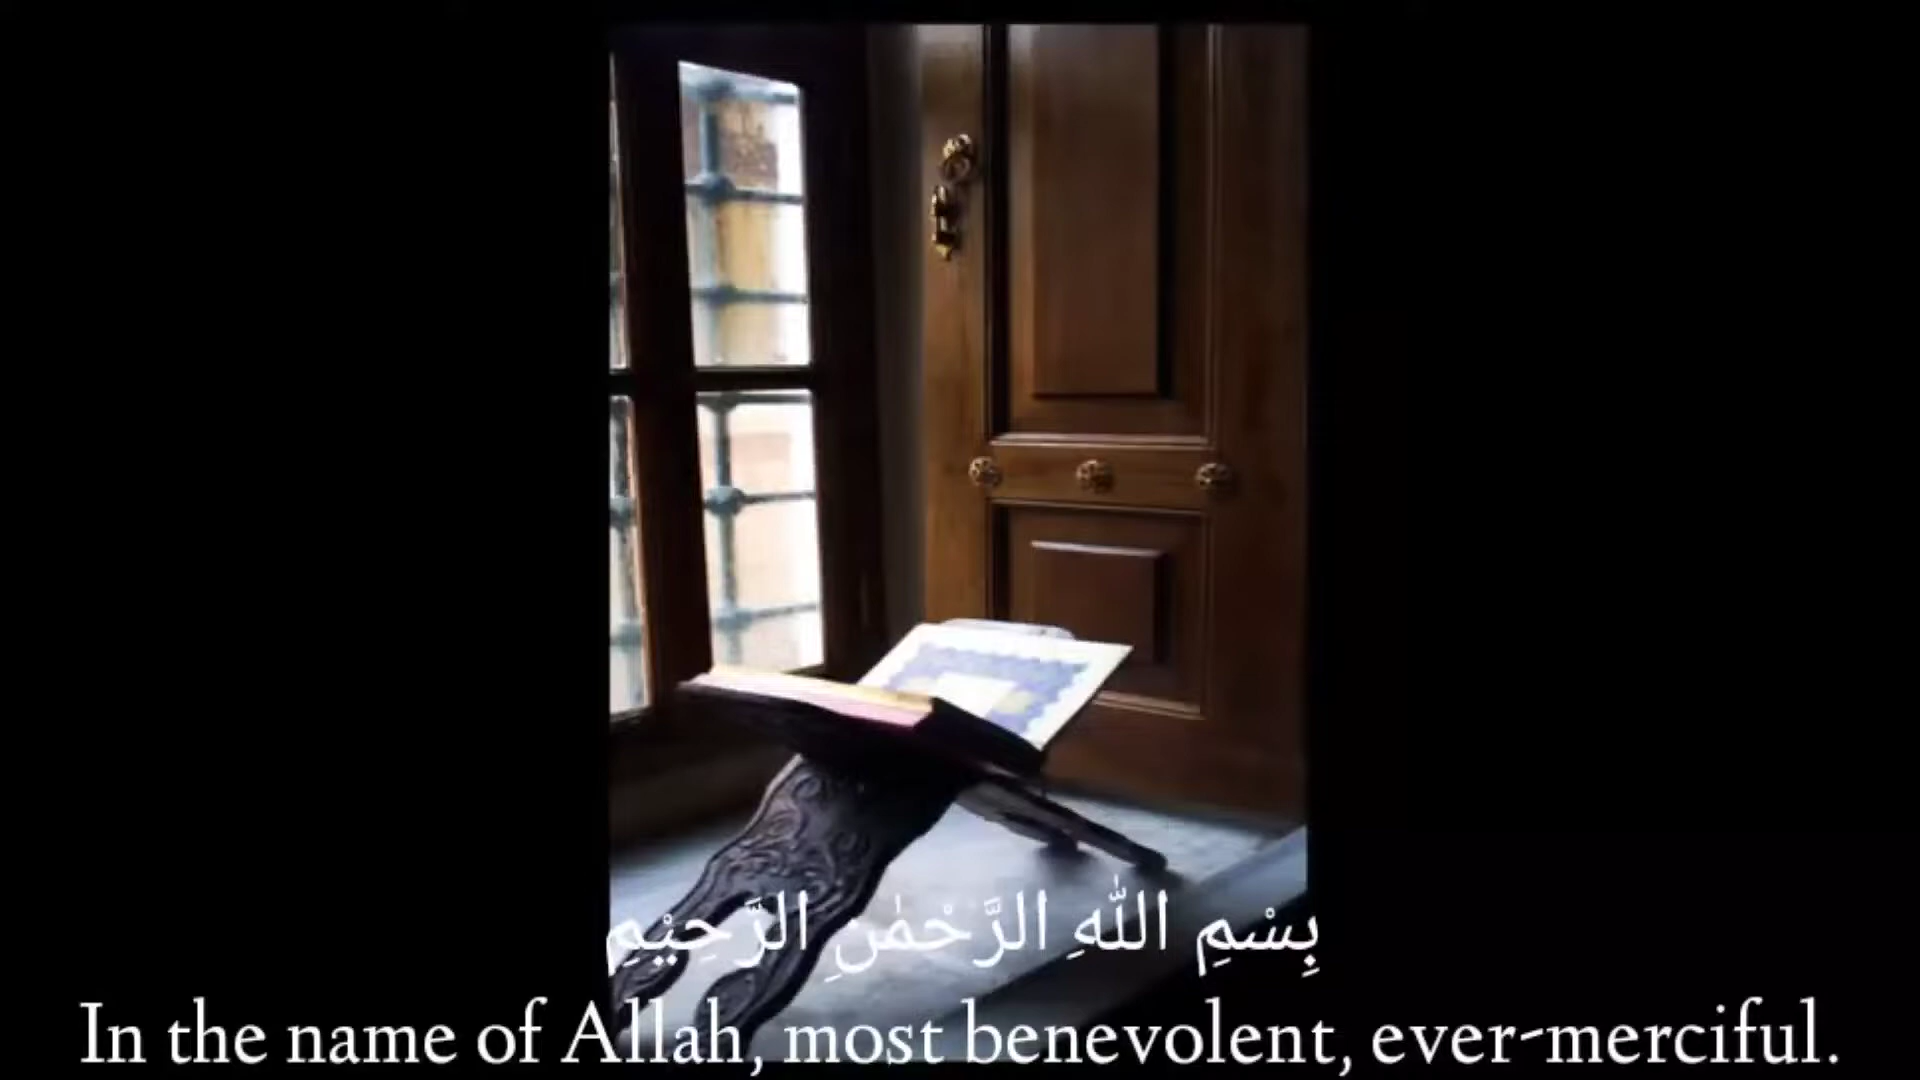 بِسْمِ اللّٰهِ الرَّحْمٰنِ الرَّحِيْمِ
In the name of Allah, most benevolent, ever-merciful.